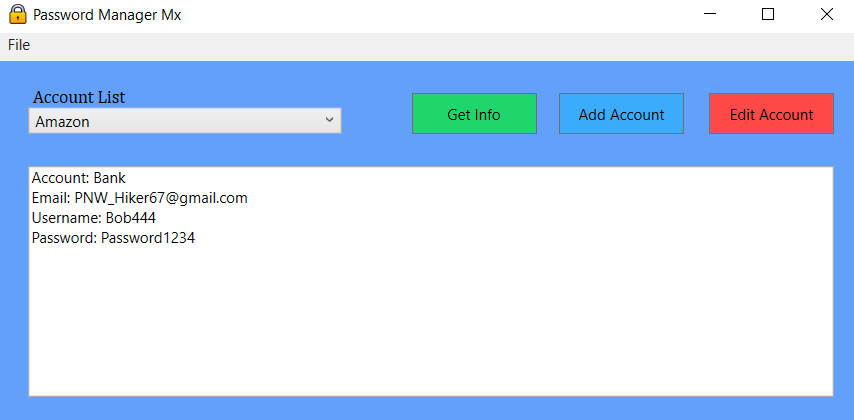 Password Manager Mx
File
Account List
Amazon
Get Info
Add Account
Edit Account
Account: Bank
Email: PNW_Hiker67@gmail.com
Username: Bob444
Password: Password1234